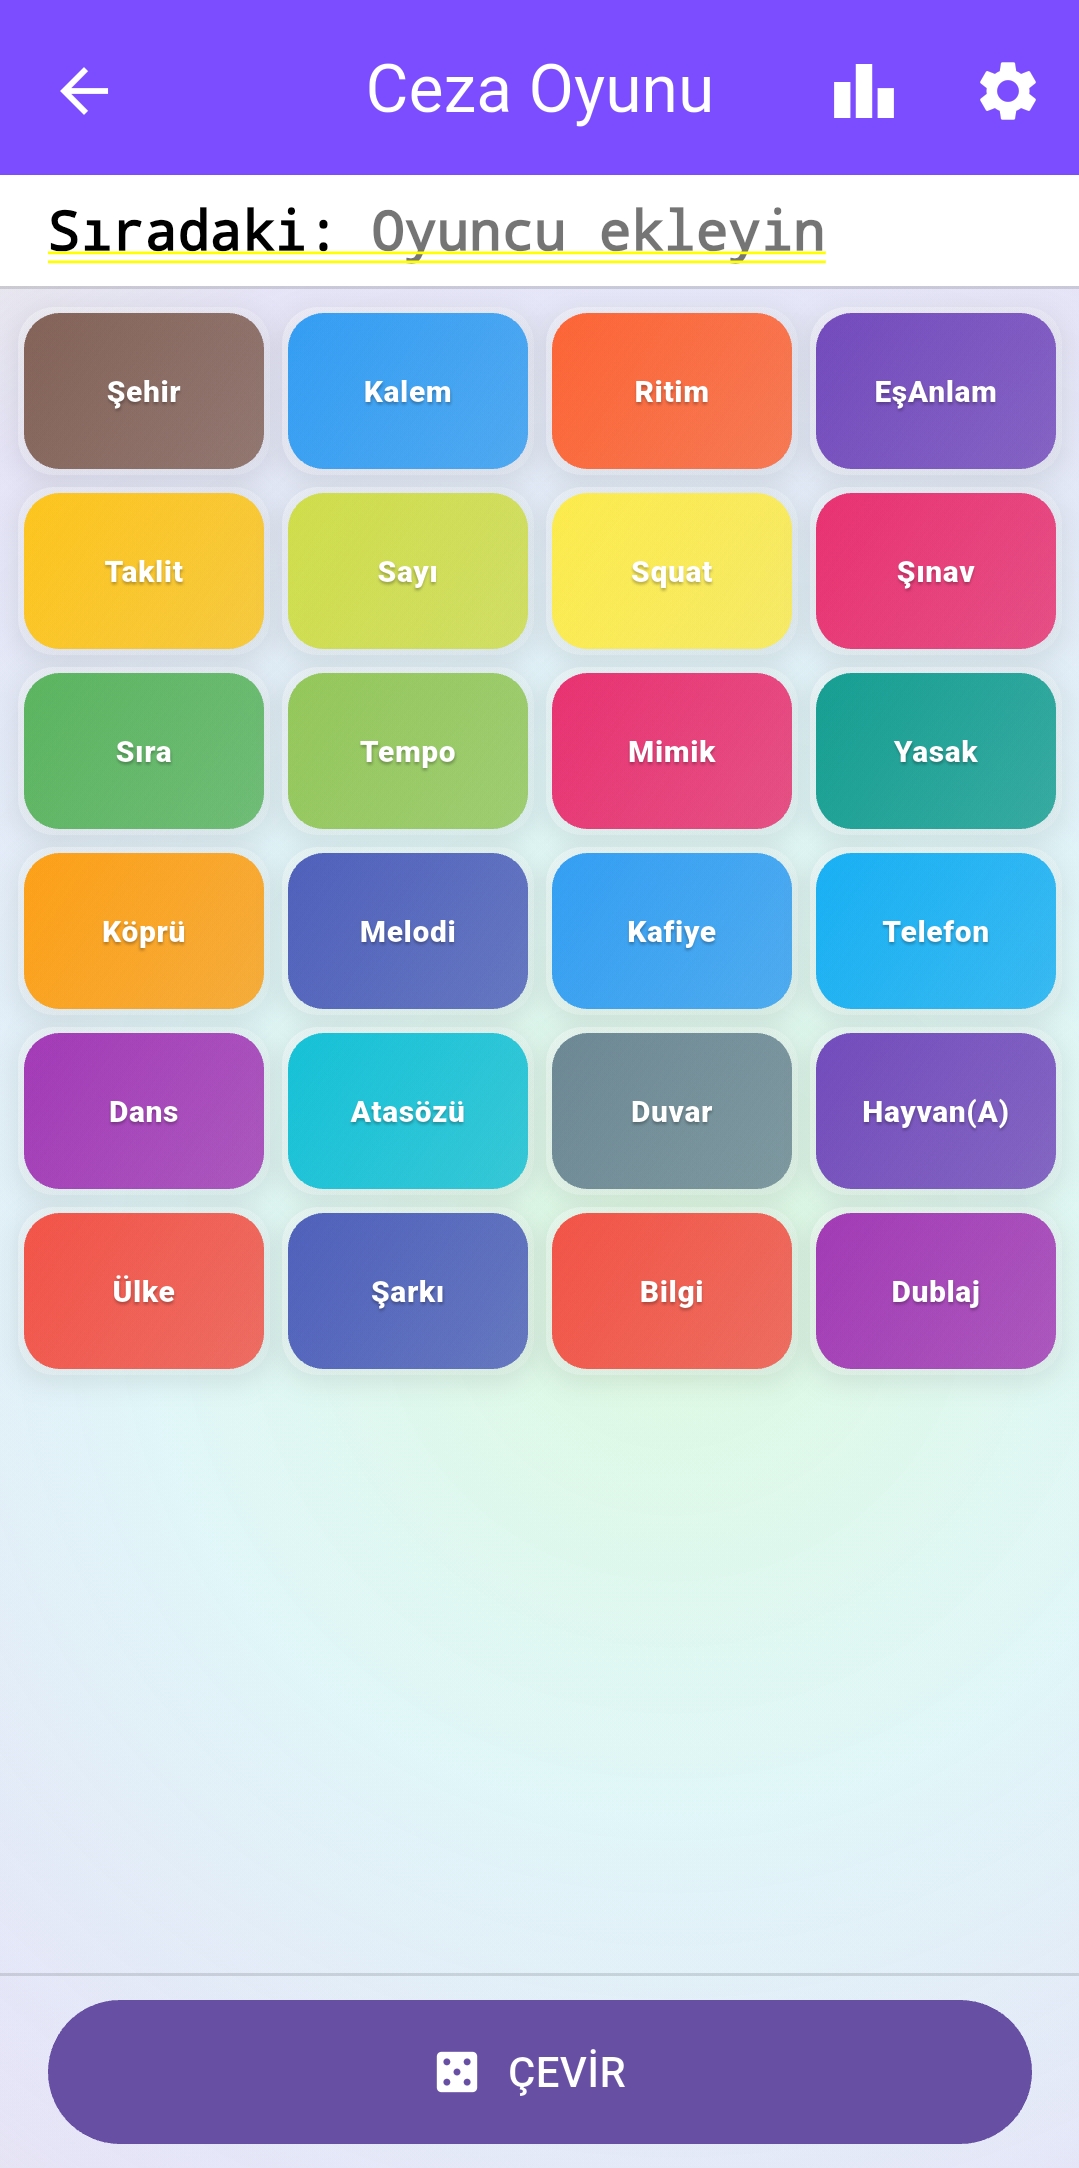 Ceza Oyunu
Sıradaki: Oyuncu ekleyin
Şehir Kalem Ritim EşAnlam
Taklit Sayı Squat Şınav
Sıra Tempo Mimik Yasak
Köprü Melodi Kafiye Telefon
Dans Atasözü Duvar Hayvan(A)
Ülke Şarkı Bilgi Dublaj
ÇEVİR